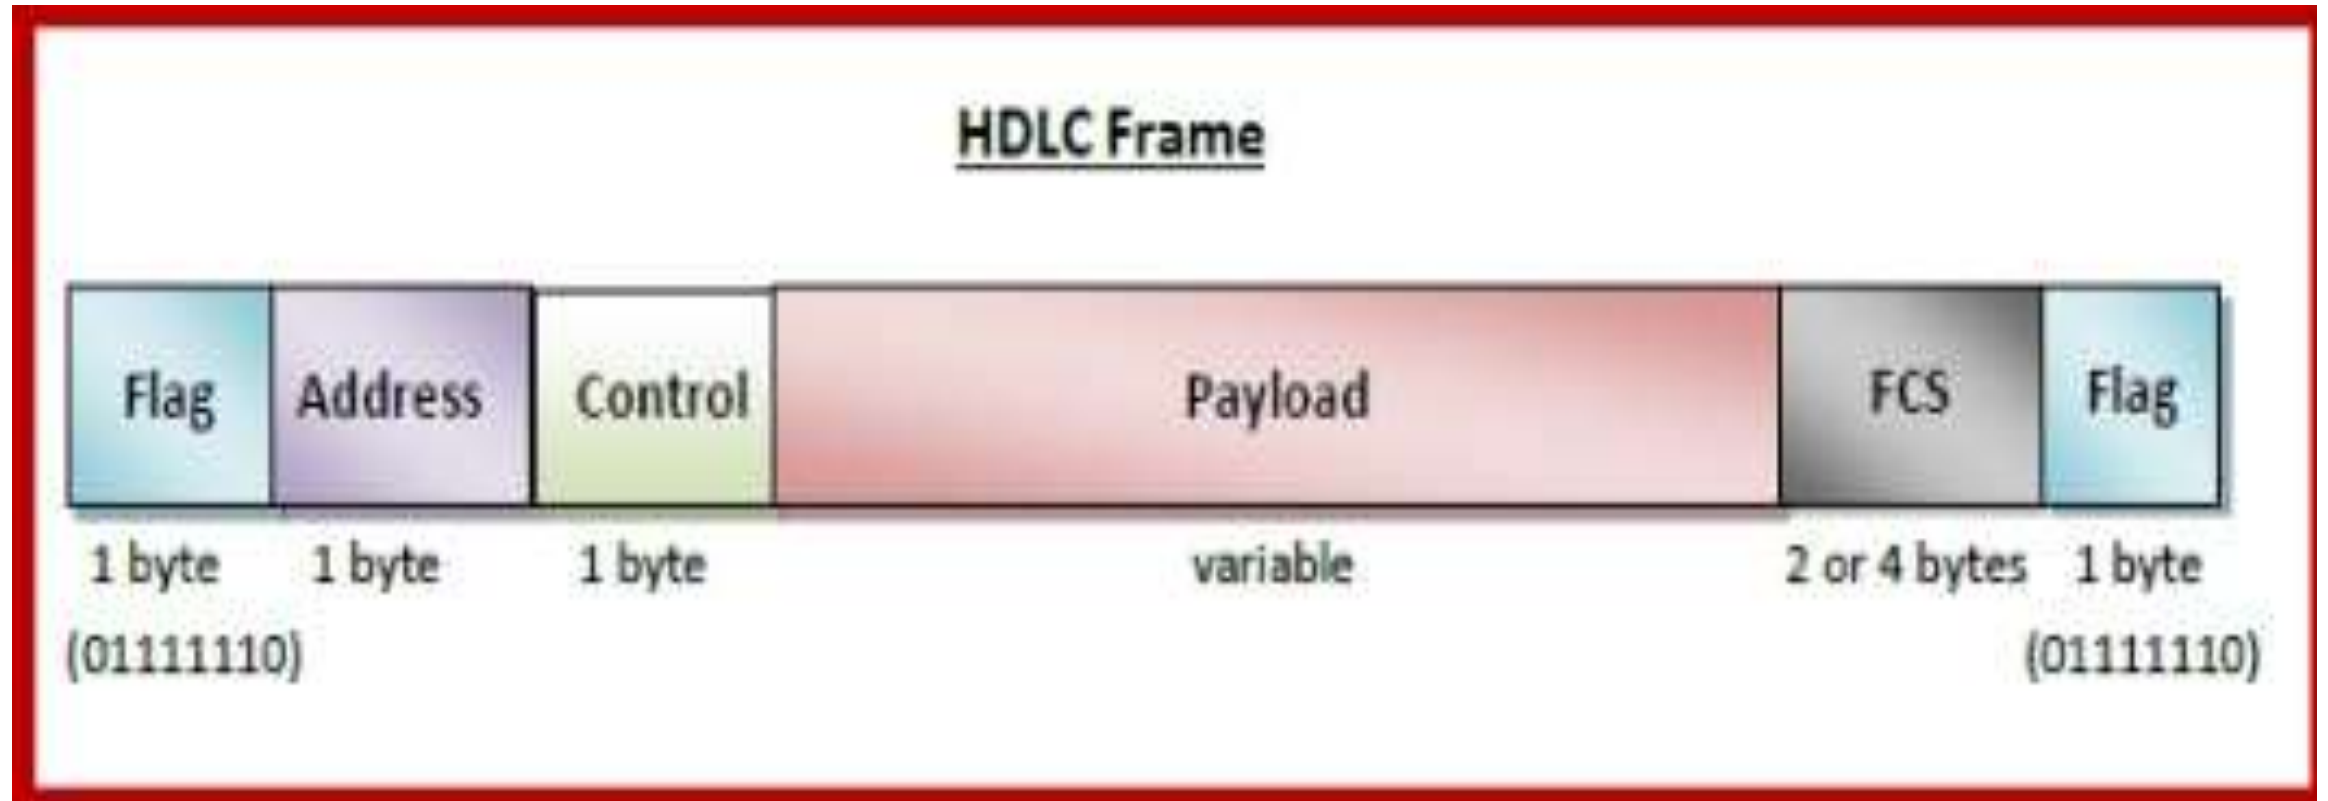 HDLC Frame
Flag Address Control Payload FCS Flag
1 byte 1 byte 1 byte variable 2 or 4 bytes 1 byte
(01111110) (01111110)